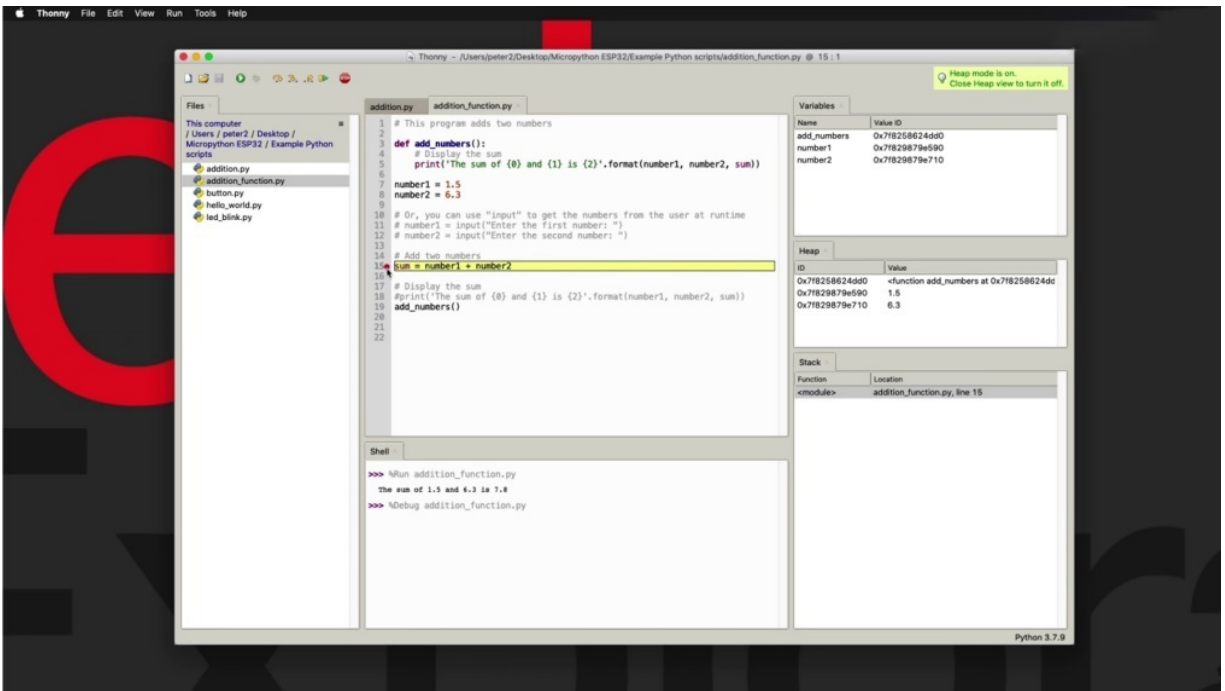 Thonny File Edit View Run Tools Help
Thonny - /Users/peter2/Desktop/Micropython ESP32/Example Python scripts/addition_function.py @ 15 : 1
Heap mode is on.
Close Heap view to turn it off.
Files
This computer
/ Users / peter2 / Desktop /
Micropython ESP32 / Example Python
scripts
addition.py
addition_function.py
button.py
hello_world.py
led_blink.py
addition.py addition_function.py
1 # This program adds two numbers
2
3 def add_numbers():
4     # Display the sum
5     print('The sum of {0} and {1} is {2}'.format(number1, number2, sum))
6
7 number1 = 1.5
8 number2 = 6.3
9
10 # Or, you can use "input" to get the numbers from the user at runtime
11 # number1 = input("Enter the first number: ")
12 # number2 = input("Enter the second number: ")
13
14 # Add two numbers
15 sum = number1 + number2
16
17 # Display the sum
18 #print('The sum of {0} and {1} is {2}'.format(number1, number2, sum))
19 add_numbers()
20
21
22
Shell
>>> %Run addition_function.py
The sum of 1.5 and 6.3 is 7.8
>>> %Debug addition_function.py
Variables
Name Value ID
add_numbers 0x7f8258624dd0
number1 0x7f829879e590
number2 0x7f829879e710
Heap
ID Value
0x7f8258624dd0 <function add_numbers at 0x7f8258624dd
0x7f829879e590 1.5
0x7f829879e710 6.3
Stack
Function Location
<module> addition_function.py, line 15
Python 3.7.9